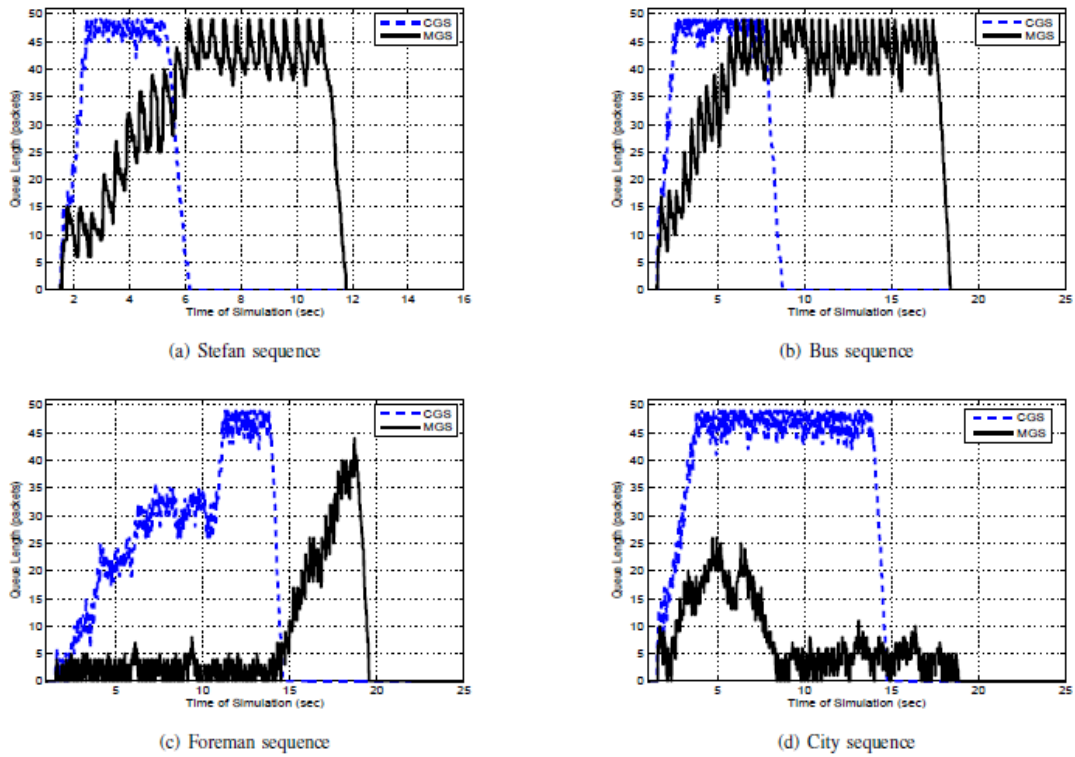 50
45
40
35
30
25
20
15
10
5
0
Queue Length (packets)
CGS
MGS
2 4 6 8 10 12 14 16
Time of Simulation (sec)
(a) Stefan sequence
50
45
40
35
30
25
20
15
10
5
0
Queue Length (packets)
CGS
MGS
5 10 15 20 25
Time of Simulation (sec)
(b) Bus sequence
50
45
40
35
30
25
20
15
10
5
0
Queue Length (packets)
CGS
MGS
5 10 15 20 25
Time of Simulation (sec)
(c) Foreman sequence
50
45
40
35
30
25
20
15
10
5
0
Queue Length (packets)
CGS
MGS
5 10 15 20 25
Time of Simulation (sec)
(d) City sequence